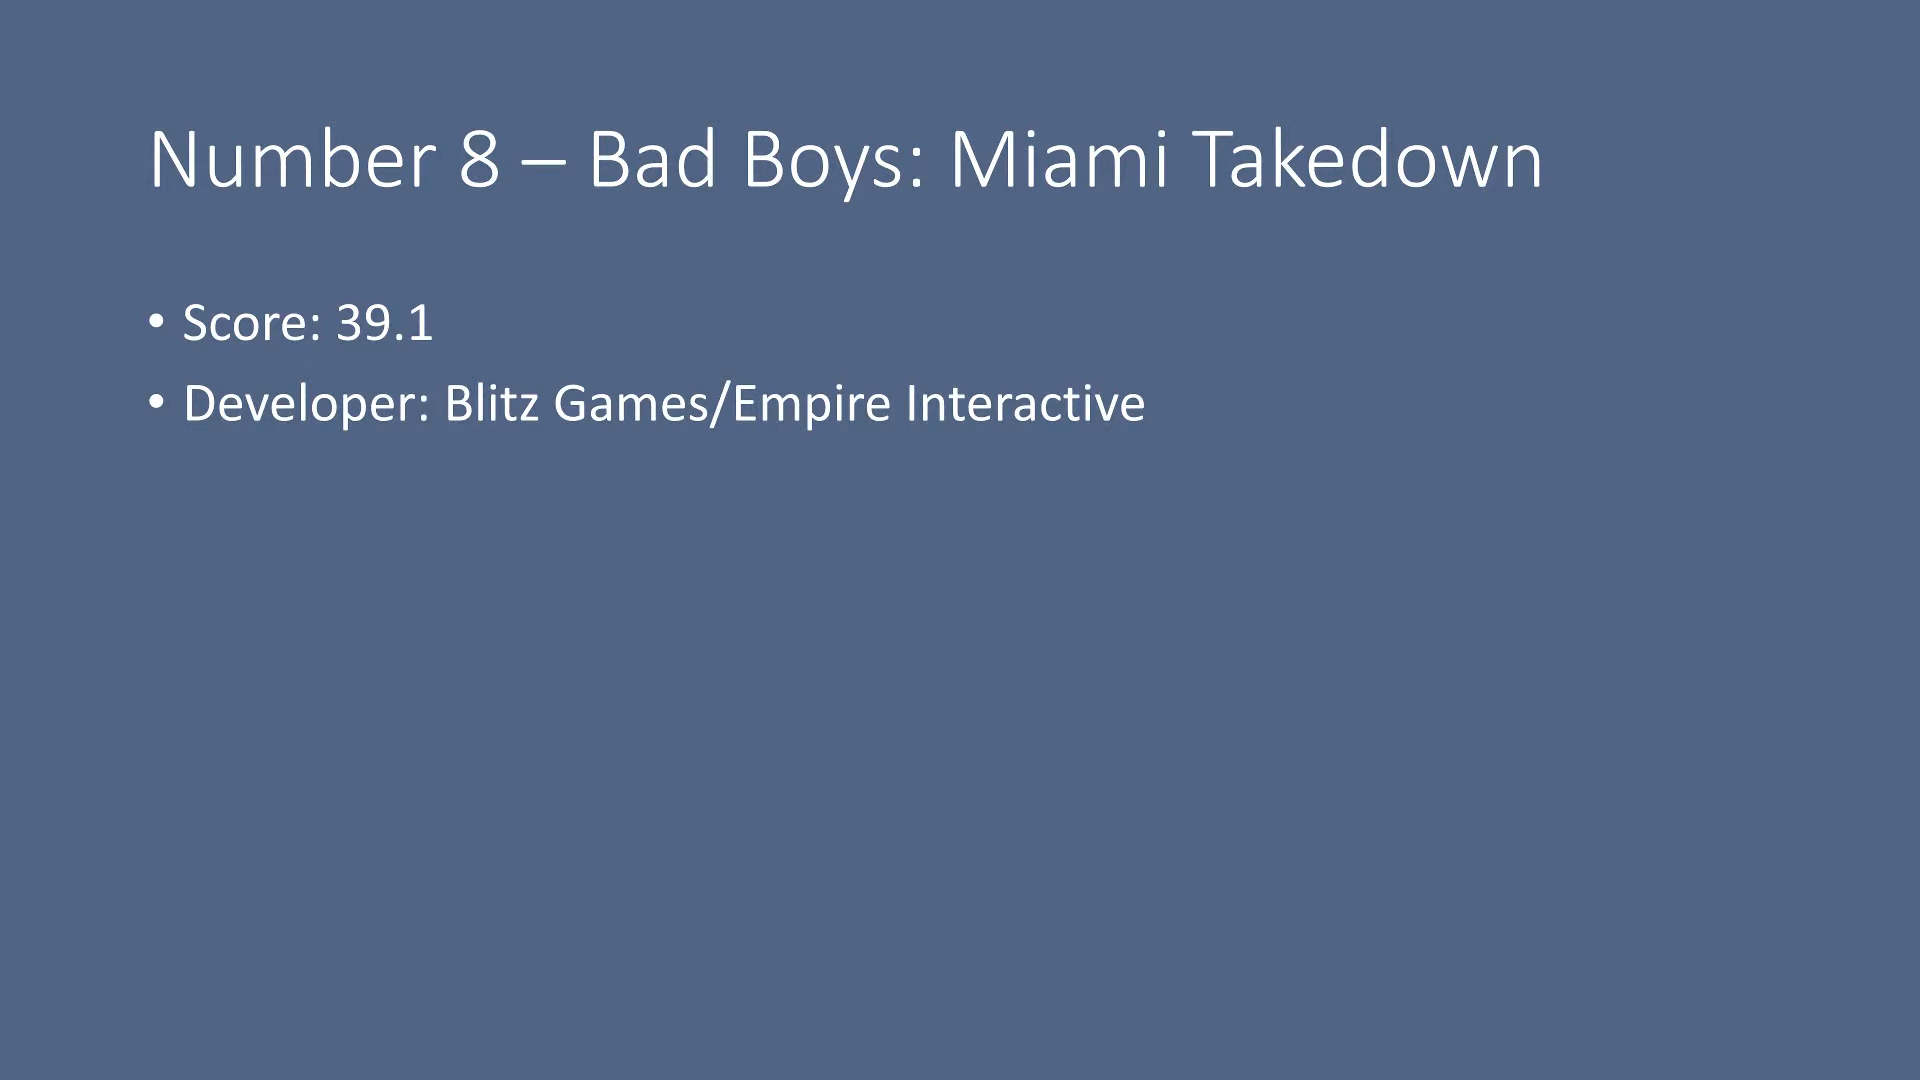 Number 8 – Bad Boys: Miami Takedown
• Score: 39.1
• Developer: Blitz Games/Empire Interactive